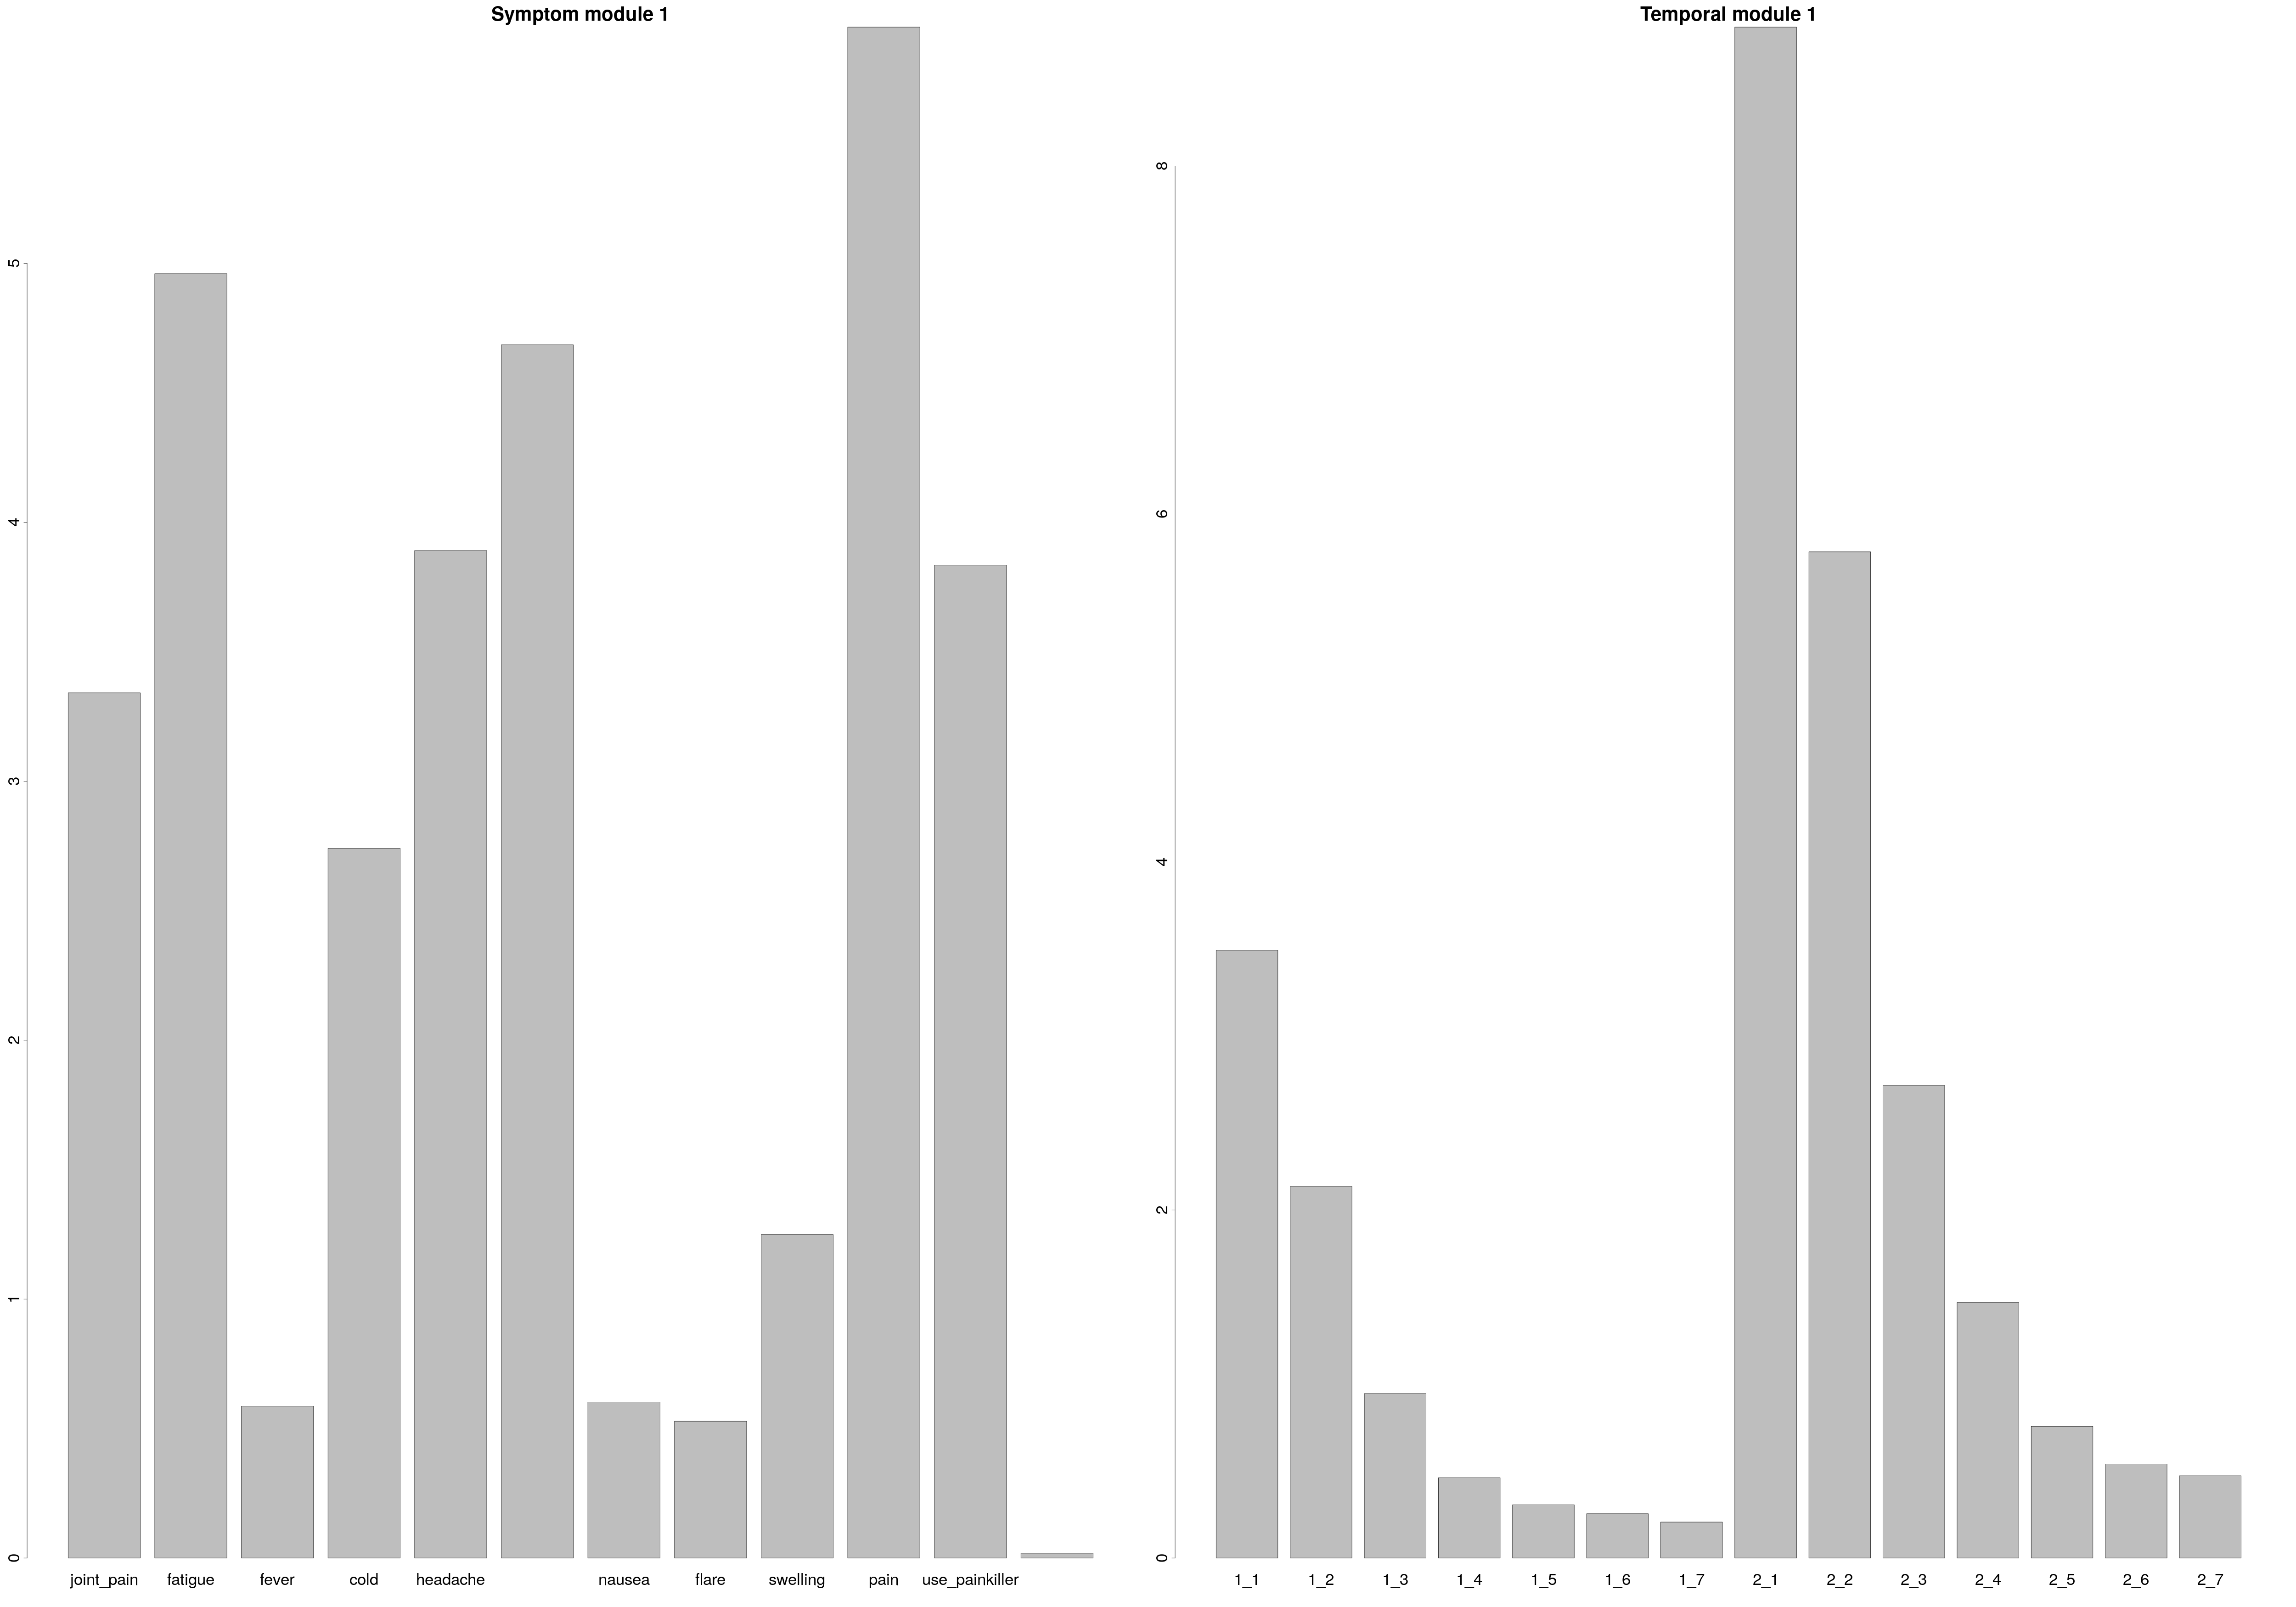 Symptom module 1
5
4
3
2
1
0
joint_pain fatigue fever cold headache nausea flare swelling pain use_painkiller
Temporal module 1
8
6
4
2
0
1_1 1_2 1_3 1_4 1_5 1_6 1_7 2_1 2_2 2_3 2_4 2_5 2_6 2_7